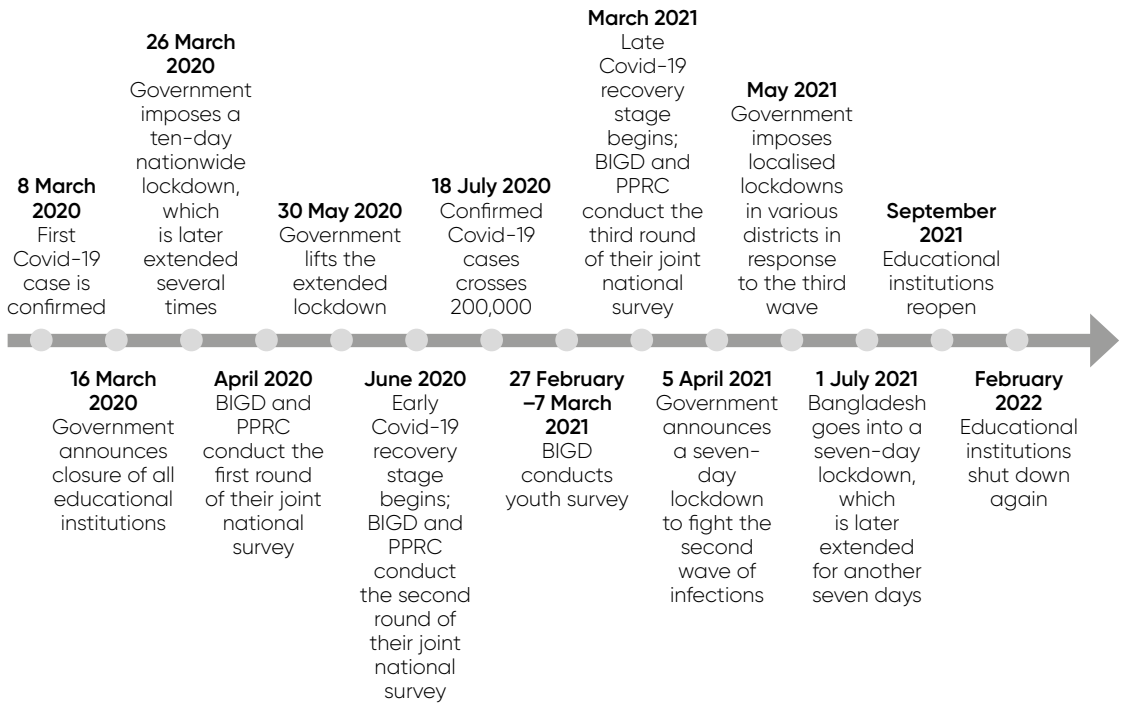 8 March
2020
First
Covid-19
case is
confirmed
16 March
2020
Government
announces
closure of all
educational
institutions
26 March
2020
Government
imposes a
ten-day
nationwide
lockdown,
which
is later
extended
several
times
April 2020
BIGD and
PPRC
conduct the
first round
of their joint
national
survey
30 May 2020
Government
lifts the
extended
lockdown
June 2020
Early
Covid-19
recovery
stage
begins;
BIGD and
PPRC
conduct
the second
round of
their joint
national
survey
18 July 2020
Confirmed
Covid-19
cases
crosses
200,000
27 February
–7 March
2021
BIGD
conducts
youth survey
March 2021
Late
Covid-19
recovery
stage
begins;
BIGD and
PPRC
conduct the
third round
of their joint
national
survey
5 April 2021
Government
announces
a seven-
day
lockdown
to fight the
second
wave of
infections
May 2021
Government
imposes
localised
lockdowns
in various
districts in
response
to the third
wave
1 July 2021
Bangladesh
goes into a
seven-day
lockdown,
which
is later
extended
for another
seven days
September
2021
Educational
institutions
reopen
February
2022
Educational
institutions
shut down
again